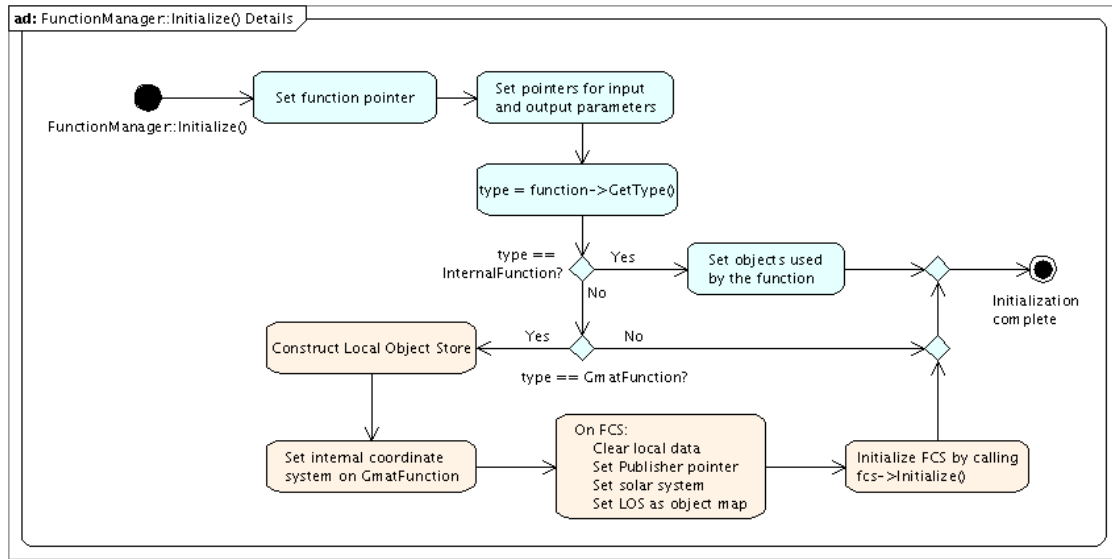 ad: FunctionManager::Initialize() Details
Set function pointer
Set pointers for input
and output parameters
FunctionManager::Initialize()
type = function->GetType()
type ==
InternalFunction?
Yes
Set objects used
by the function
No
Initialization
complete
Construct Local Object Store
Yes
No
type == GmatFunction?
Set internal coordinate
system on GmatFunction
On FCS:
Clear local data
Set Publisher pointer
Set solar system
Set LOS as object map
Initialize FCS by calling
fcs->Initialize()